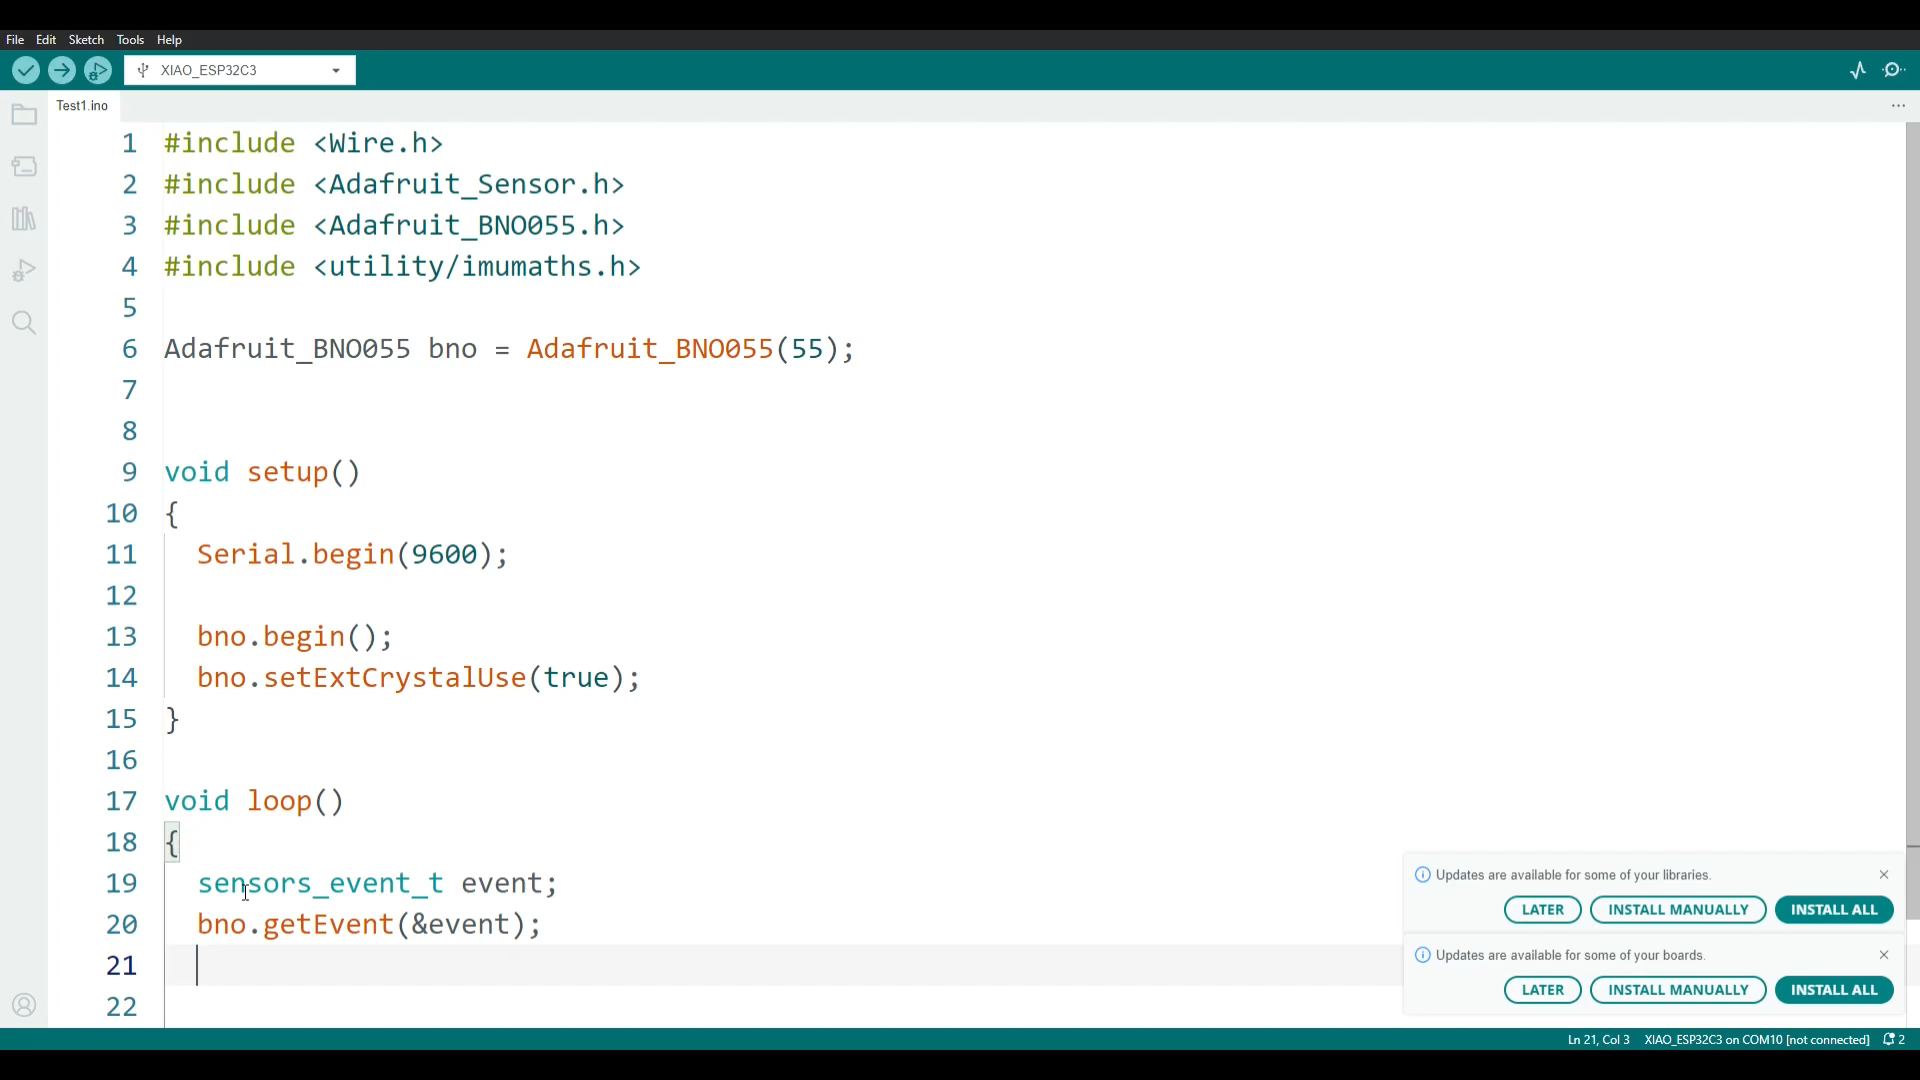 File Edit Sketch Tools Help
XIAO_ESP32C3
Test1.ino
1 #include <Wire.h>
2 #include <Adafruit_Sensor.h>
3 #include <Adafruit_BNO055.h>
4 #include <utility/imumaths.h>
5
6 Adafruit_BNO055 bno = Adafruit_BNO055(55);
7
8
9 void setup()
10 {
11 Serial.begin(9600);
12
13 bno.begin();
14 bno.setExtCrystalUse(true);
15 }
16
17 void loop()
18 {
19 sensors_event_t event;
20 bno.getEvent(&event);
21
22
Updates are available for some of your libraries.
LATER INSTALL MANUALLY INSTALL ALL
Updates are available for some of your boards.
LATER INSTALL MANUALLY INSTALL ALL
Ln 21, Col 3 XIAO_ESP32C3 on COM10 [not connected] 2